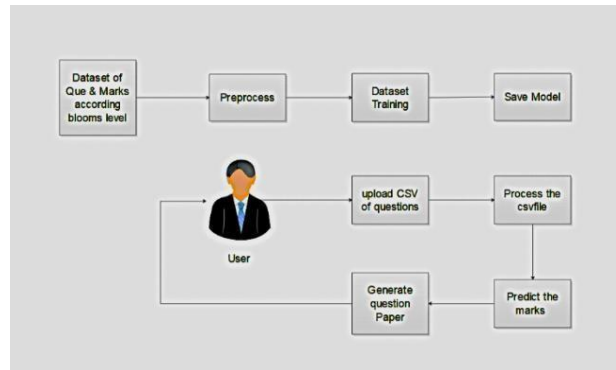 Dataset of
Que & Marks
according
blooms level
Preprocess
Dataset
Training
Save Model
User
upload CSV
of questions
Process the
csvfile
Generate
question
Paper
Predict the
marks